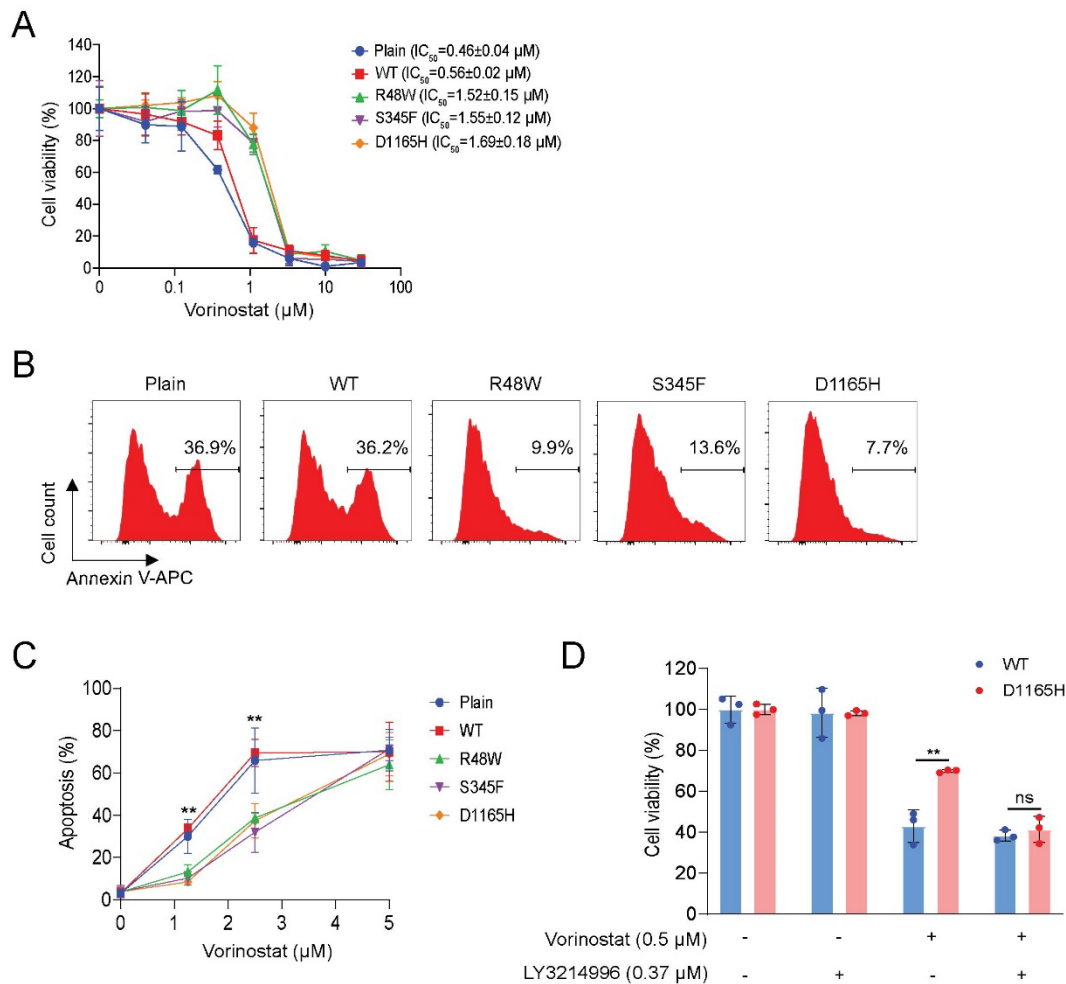 A
Plain (IC50=0.46±0.04 µM)
WT (IC50=0.56±0.02 µM)
R48W (IC50=1.52±0.15 µM)
S345F (IC50=1.55±0.12 µM)
D1165H (IC50=1.69±0.18 µM)
Cell viability (%)
140
120
100
80
60
40
20
0
0 0.1 1 10 100
Vorinostat (µM)
B
Plain WT R48W S345F D1165H
36.9% 36.2% 9.9% 13.6% 7.7%
Cell count
Annexin V-APC
C
Apoptosis (%)
100
80
60
40
20
0
** **
Plain
WT
R48W
S345F
D1165H
0 1 2 3 4 5
Vorinostat (µM)
D
Cell viability (%)
120
100
80
60
40
20
0
WT
D1165H
**
ns
Vorinostat (0.5 µM) - - + +
LY3214996 (0.37 µM) - + - +